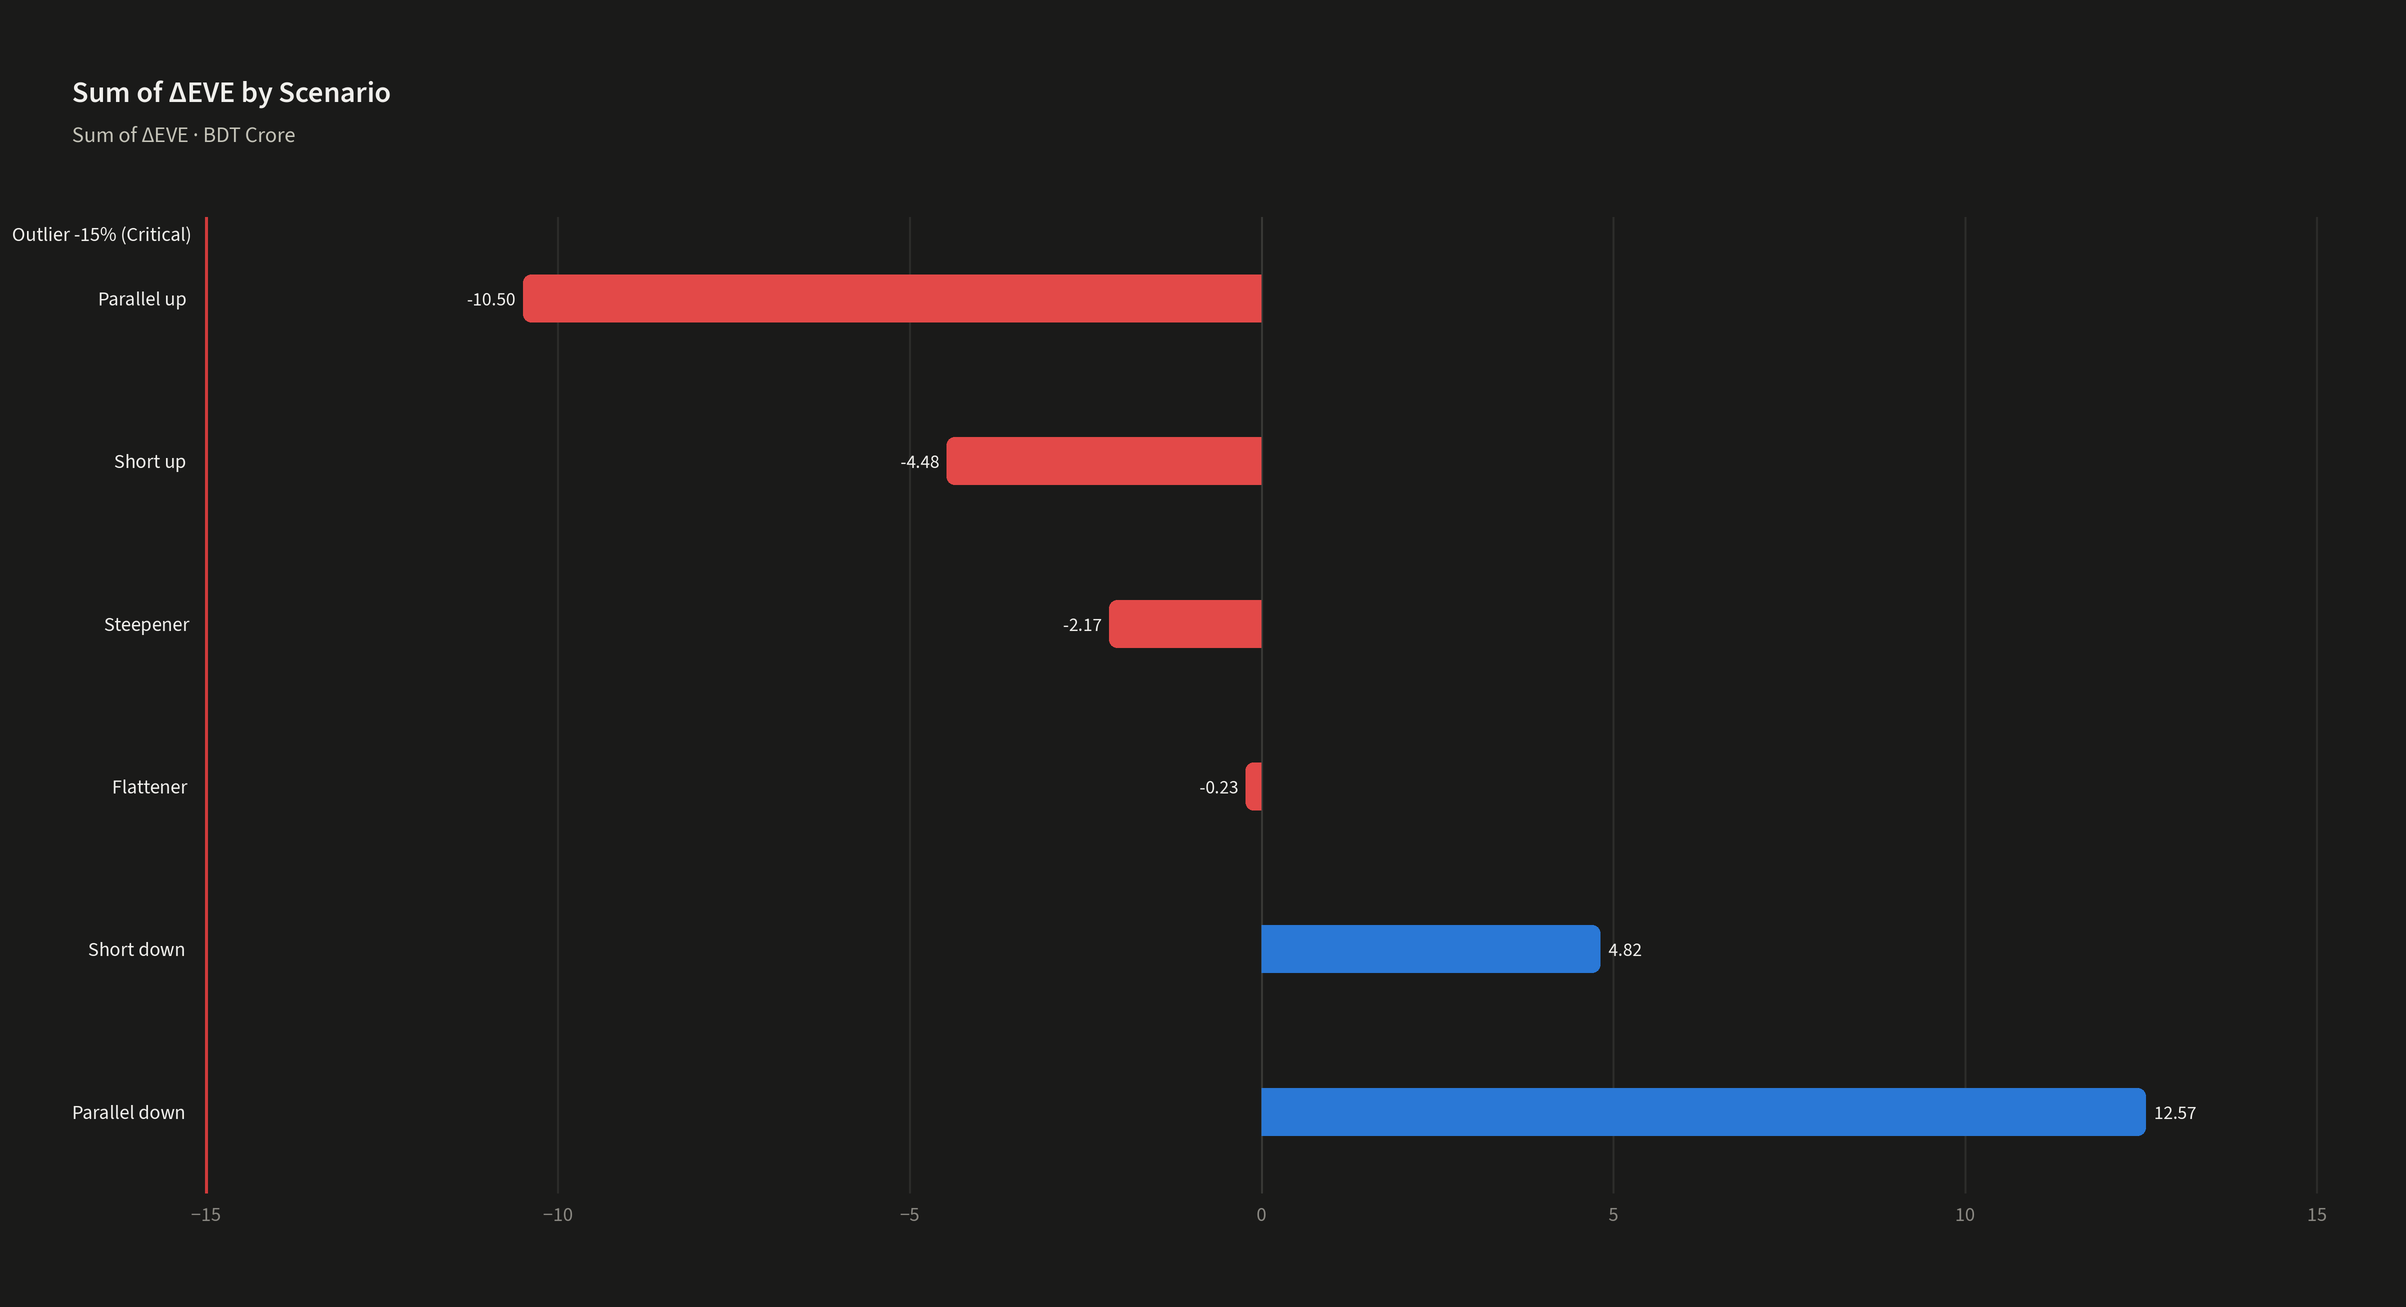 Sum of ΔEVE by Scenario
Sum of ΔEVE · BDT Crore
Outlier -15% (Critical)
Parallel up -10.50
Short up -4.48
Steepener -2.17
Flattener -0.23
Short down 4.82
Parallel down 12.57
−15 −10 −5 0 5 10 15